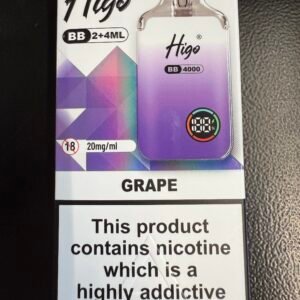 Higo
BB 2+4ML
Higo®
BB 4000
188%
18 20mg/ml
GRAPE
This product
contains nicotine
which is a
highly addictive